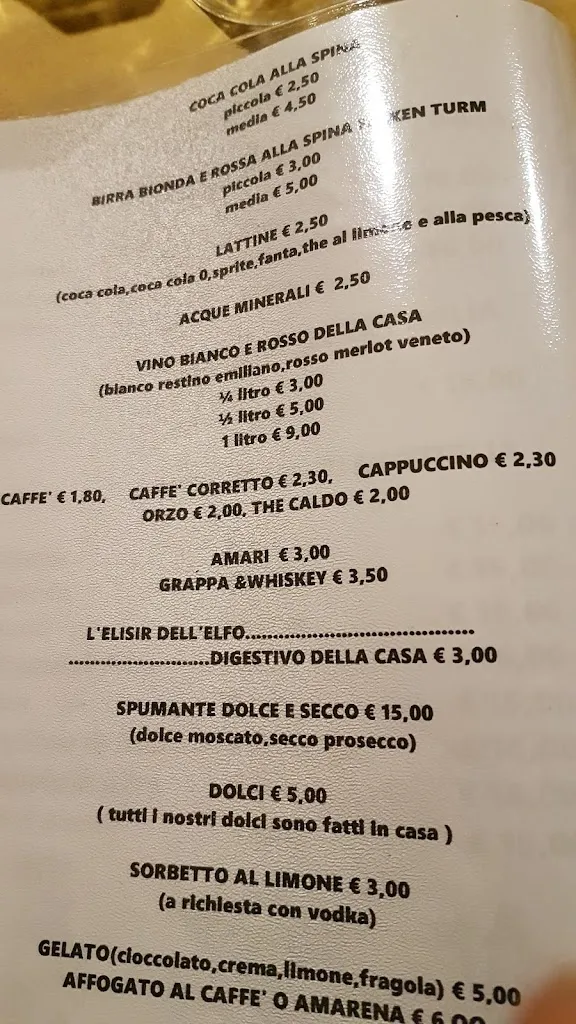 COCA COLA ALLA SPINA
piccola € 2,50
media € 4,50
BIRRA BIONDA E ROSSA ALLA SPINA TURM
piccola € 3,00
media € 5,00
LATTINE € 2,50
(coca cola,coca cola 0,sprite,fanta,the al limone e alla pesca)
ACQUE MINERALI € 2,50
VINO BIANCO E ROSSO DELLA CASA
(bianco restino emiliano,rosso merlot veneto)
¼ litro € 3,00
½ litro € 5,00
1 litro € 9,00
CAFFE' € 1,80, CAFFE' CORRETTO € 2,30, CAPPUCCINO € 2,30
ORZO € 2,00, THE CALDO € 2,00
AMARI € 3,00
GRAPPA &WHISKEY € 3,50
L'ELISIR DELL'ELFO.......................................
........................DIGESTIVO DELLA CASA € 3,00
SPUMANTE DOLCE E SECCO € 15,00
(dolce moscato,secco prosecco)
DOLCI € 5,00
( tutti i nostri dolci sono fatti in casa )
SORBETTO AL LIMONE € 3,00
(a richiesta con vodka)
GELATO(cioccolato,crema,limone,fragola) € 5,00
AFFOGATO AL CAFFE' O AMARENA € 6,00